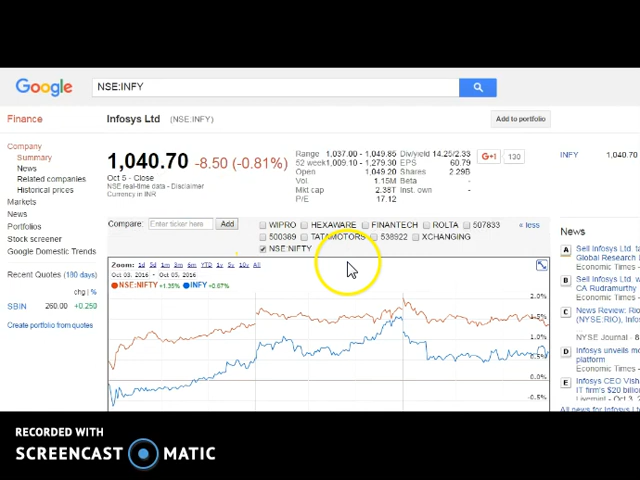 Google
NSE:INFY
Finance
Infosys Ltd (NSE:INFY)
Add to portfolio
Company
Summary
News
Related companies
Historical prices
Markets
News
Portfolios
Stock screener
Google Domestic Trends
Recent Quotes (180 days)
chg | %
SBIN 260.00 +0.250
Create portfolio from quotes
1,040.70 -8.50 (-0.81%)
Oct 5 - Close
NSE real-time data - Disclaimer
Currency in INR
Range 1,037.00 - 1,049.85
52 week 1,009.10 - 1,279.30
Open 1,049.20
Vol. 1.15M
Mkt cap 2.38T
P/E 17.12
Div/yield 14.25/2.33
EPS 60.79
Shares 2.29B
Beta -
Inst. own -
G+1 130
INFY 1,040.70
Compare: Enter ticker here Add
WIPRO HEXAWARE FINANTECH ROLTA 507833
500389 TATAMOTORS 538922 XCHANGING
NSE:NIFTY
« less
Zoom: 1d 5d 1m 3m 6m YTD 1y 5y 10y All
Oct 03, 2016 - Oct 05, 2016
NSE:NIFTY +1.35% INFY +0.67%
2.0%
1.5%
1.0%
0.5%
0.0%
-0.5%
News
A Sell Infosys Ltd, ta
Global Research
Economic Times -
B Sell Infosys Ltd.
CA Rudramurthy
Economic Times -
C News Review: Rio
(NYSE:RIO), Infosys
NYSE Journal -
D Infosys unveils
platform
Economic Times -
E Infosys CEO Vish
IT firm's $20 billio
Livemint - Oct 3,
All news for Infosys
RECORDED WITH
SCREENCAST MATIC